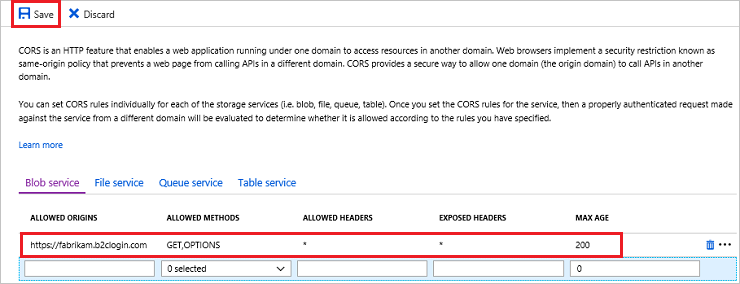 Save Discard
CORS is an HTTP feature that enables a web application running under one domain to access resources in another domain. Web browsers implement a security restriction known as
same-origin policy that prevents a web page from calling APIs in a different domain. CORS provides a secure way to allow one domain (the origin domain) to call APIs in another
domain.
You can set CORS rules individually for each of the storage services (i.e. blob, file, queue, table). Once you set the CORS rules for the service, then a properly authenticated request made
against the service from a different domain will be evaluated to determine whether it is allowed according to the rules you have specified.
Learn more
Blob service File service Queue service Table service
ALLOWED ORIGINS ALLOWED METHODS ALLOWED HEADERS EXPOSED HEADERS MAX AGE
https://fabrikam.b2clogin.com GET,OPTIONS * * 200
0 selected 0